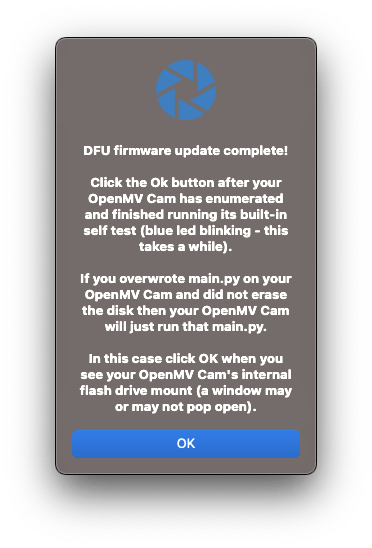 DFU firmware update complete!
Click the Ok button after your
OpenMV Cam has enumerated
and finished running its built-in
self test (blue led blinking - this
takes a while).
If you overwrote main.py on your
OpenMV Cam and did not erase
the disk then your OpenMV Cam
will just run that main.py.
In this case click OK when you
see your OpenMV Cam's internal
flash drive mount (a window may
or may not pop open).
OK